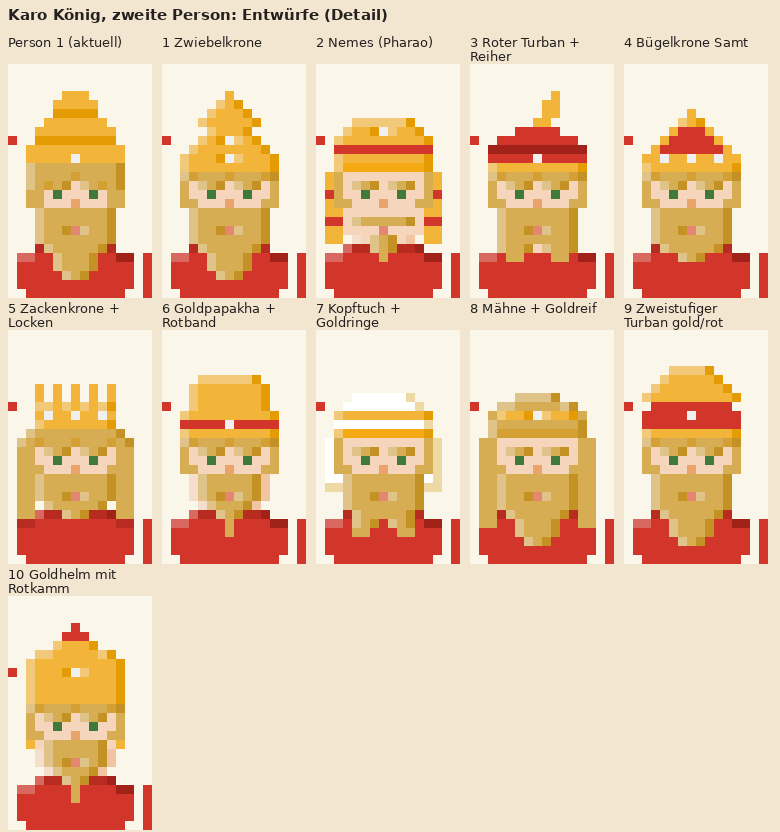 Karo König, zweite Person: Entwürfe (Detail)
Person 1 (aktuell)
1 Zwiebelkrone
2 Nemes (Pharao)
3 Roter Turban +
Reiher
4 Bügelkrone Samt
5 Zackenkrone +
Locken
6 Goldpapakha +
Rotband
7 Kopftuch +
Goldringe
8 Mähne + Goldreif
9 Zweistufiger
Turban gold/rot
10 Goldhelm mit
Rotkamm